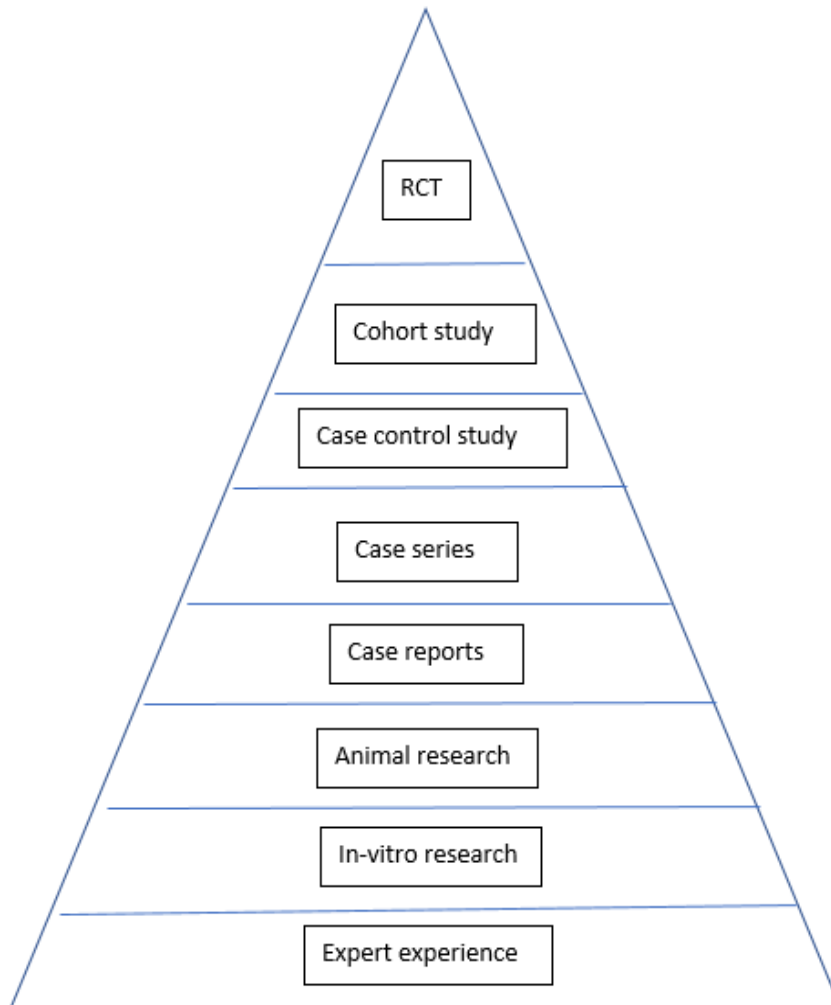 RCT
Cohort study
Case control study
Case series
Case reports
Animal research
In-vitro research
Expert experience